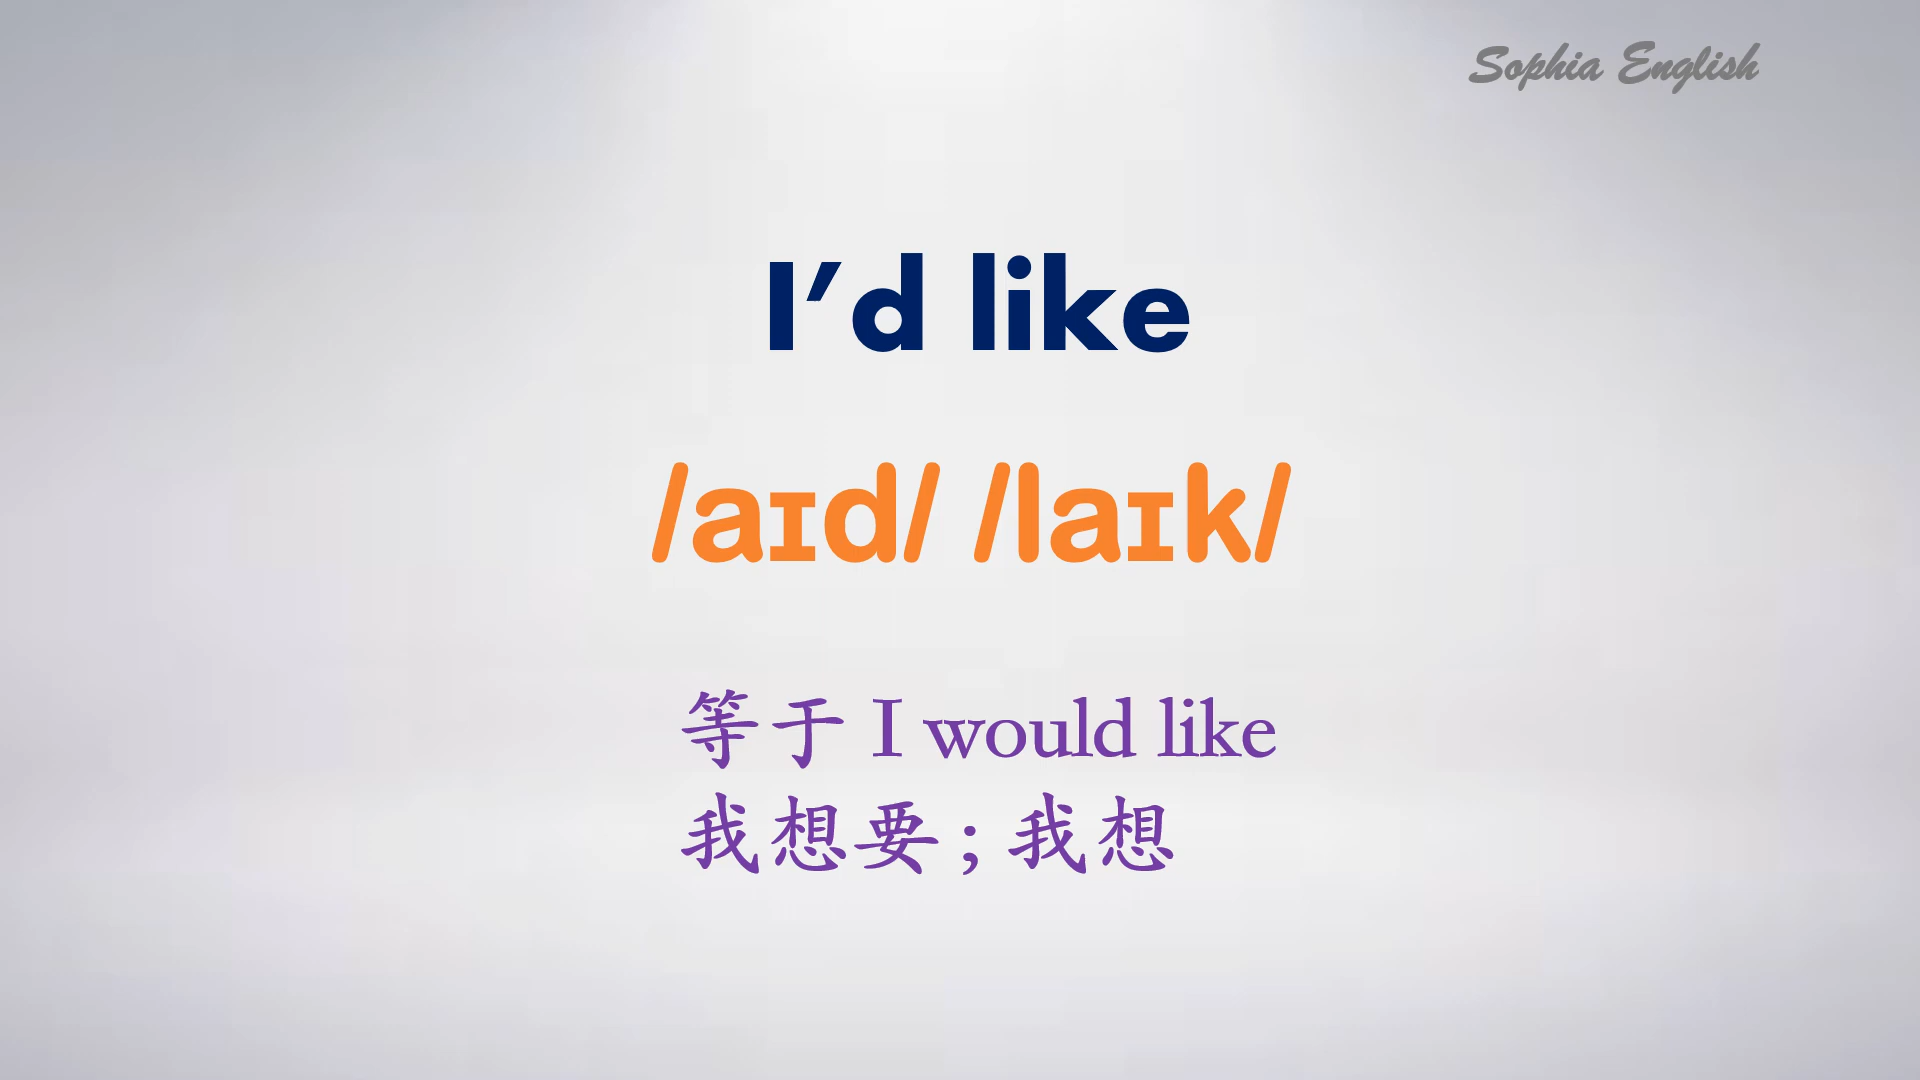 Sophia English
I’d like
/aɪd/ /laɪk/
等于 I would like
我想要；我想